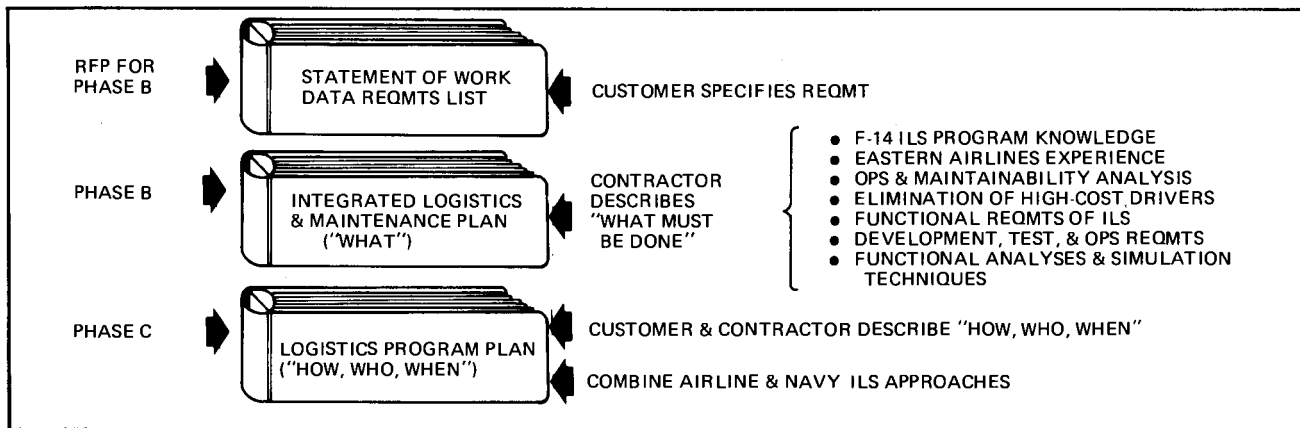 RFP FOR
PHASE B
STATEMENT OF WORK
DATA REQMTS LIST
CUSTOMER SPECIFIES REQMT
PHASE B
INTEGRATED LOGISTICS
& MAINTENANCE PLAN
("WHAT")
CONTRACTOR
DESCRIBES
"WHAT MUST
BE DONE"
• F-14 ILS PROGRAM KNOWLEDGE
• EASTERN AIRLINES EXPERIENCE
• OPS & MAINTAINABILITY ANALYSIS
• ELIMINATION OF HIGH-COST DRIVERS
• FUNCTIONAL REQMTS OF ILS
• DEVELOPMENT, TEST, & OPS REQMTS
• FUNCTIONAL ANALYSES & SIMULATION
TECHNIQUES
PHASE C
LOGISTICS PROGRAM PLAN
("HOW, WHO, WHEN")
CUSTOMER & CONTRACTOR DESCRIBE "HOW, WHO, WHEN"
COMBINE AIRLINE & NAVY ILS APPROACHES